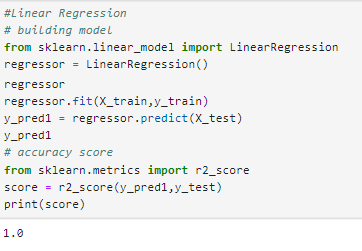 #Linear Regression
# building model
from sklearn.linear_model import LinearRegression
regressor = LinearRegression()
regressor
regressor.fit(X_train,y_train)
y_pred1 = regressor.predict(X_test)
y_pred1
# accuracy score
from sklearn.metrics import r2_score
score = r2_score(y_pred1,y_test)
print(score)
1.0